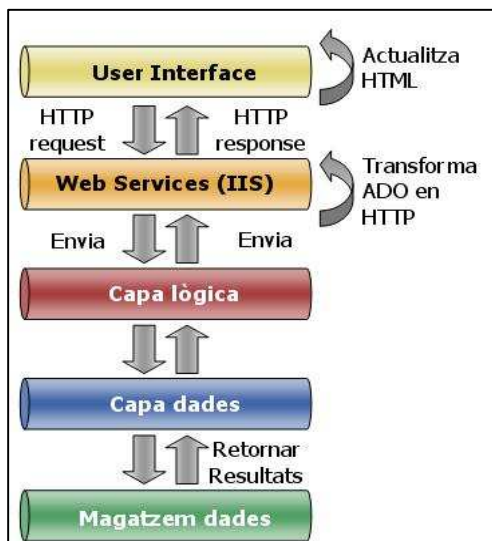 User Interface
Actualitza
HTML
HTTP
request
HTTP
response
Web Services (IIS)
Transforma
ADO en
HTTP
Envia
Envia
Capa lògica
Capa dades
Retornar
Resultats
Magatzem dades